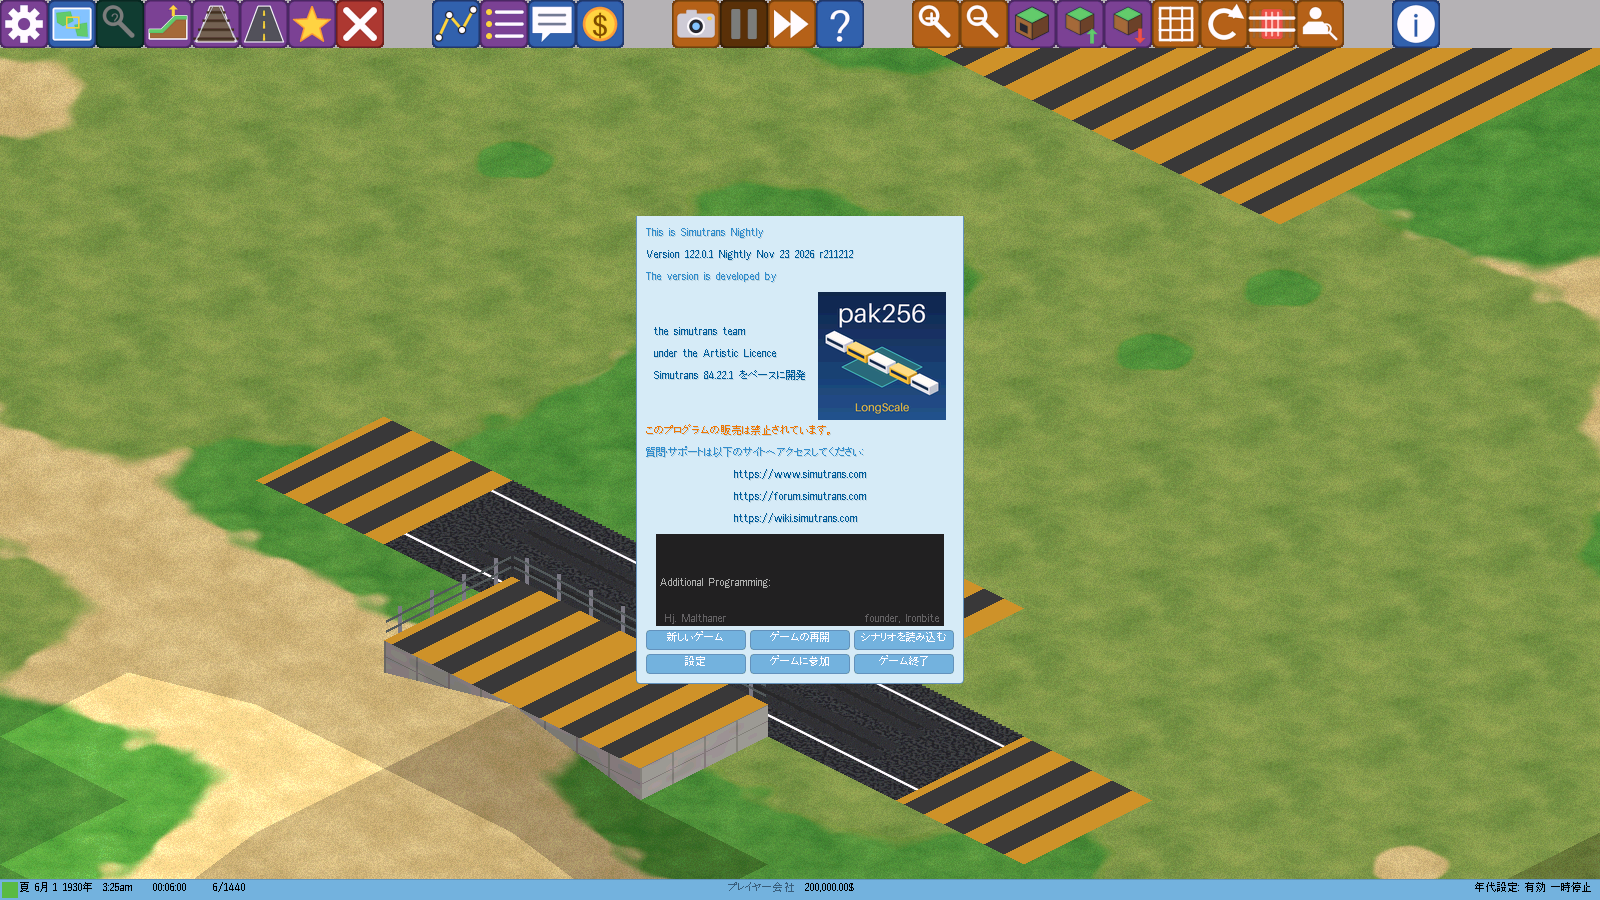 This is Simutrans Nightly
Version 122.0.1 Nightly Nov 23 2026 r211212
The version is developed by
pak256
LongScale
the simutrans team
under the Artistic Licence
Simutrans 84.22.1 をベースに開発
このプログラムの販売は禁止されています。
質問・サポートは以下のサイトへアクセスしてください:
https://www.simutrans.com
https://forum.simutrans.com
https://wiki.simutrans.com
Additional Programming:
Hj. Malthaner founder, Ironbite
新しいゲーム ゲームの再開 シナリオを読み込む
設定 ゲームに参加 ゲーム終了
夏 6月 1 1930年 3:25am 00:06:00 6/1440 プレイヤー会社 200,000.00$ 年代設定: 有効 一時停止